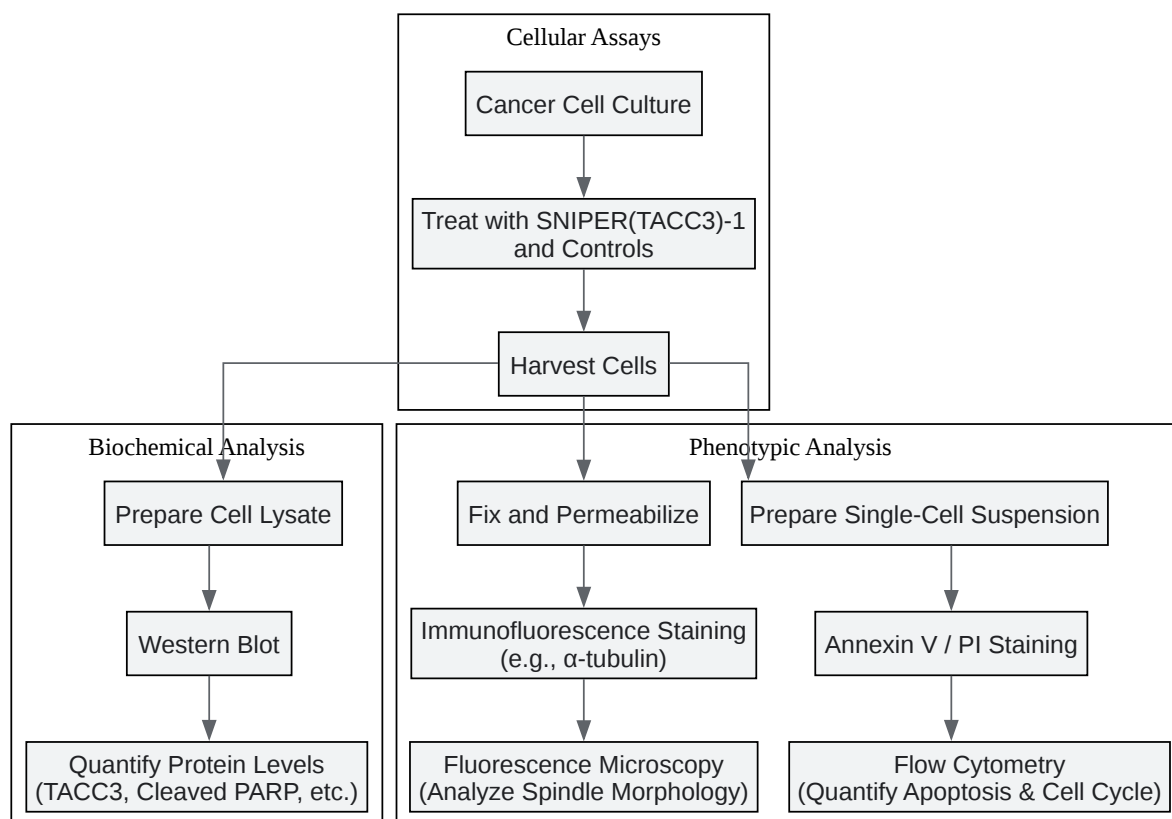 Cellular Assays
Cancer Cell Culture
Treat with SNIPER(TACC3)-1
and Controls
Harvest Cells
Biochemical Analysis
Prepare Cell Lysate
Western Blot
Quantify Protein Levels
(TACC3, Cleaved PARP, etc.)
Phenotypic Analysis
Fix and Permeabilize
Immunofluorescence Staining
(e.g., α-tubulin)
Fluorescence Microscopy
(Analyze Spindle Morphology)
Prepare Single-Cell Suspension
Annexin V / PI Staining
Flow Cytometry
(Quantify Apoptosis & Cell Cycle)